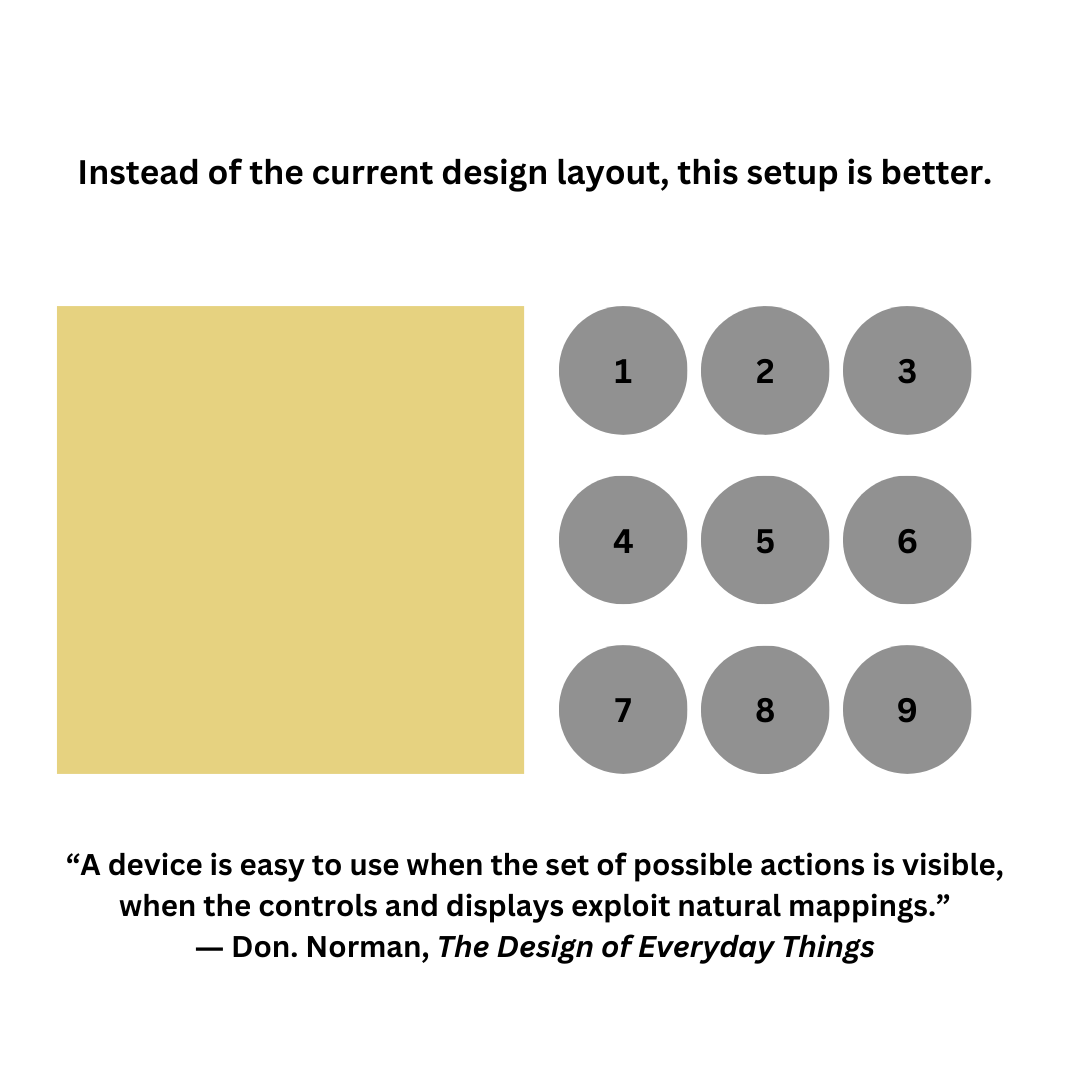 Instead of the current design layout, this setup is better.
1 2 3
4 5 6
7 8 9
“A device is easy to use when the set of possible actions is visible,
when the controls and displays exploit natural mappings.”
— Don. Norman, The Design of Everyday Things